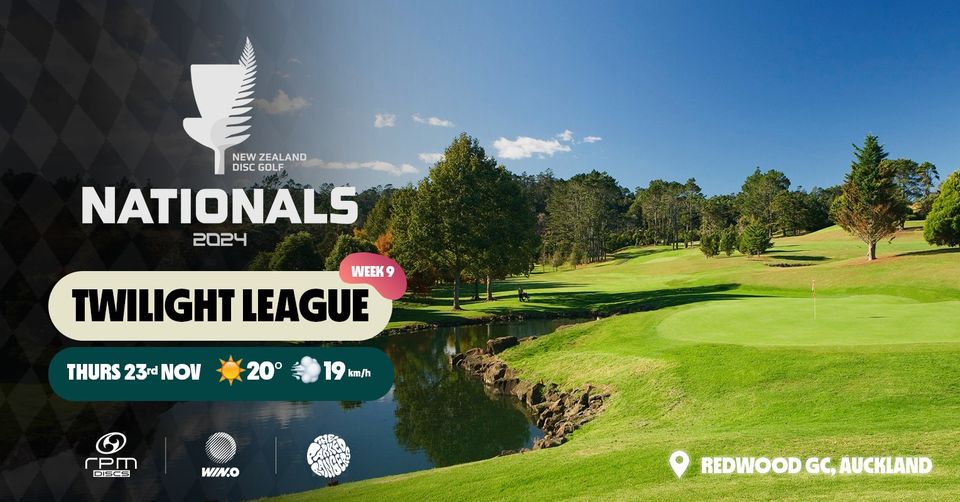 NEW ZEALAND
DISC GOLF
NATIONALS
2024
WEEK 9
TWILIGHT LEAGUE
THURS 23rd NOV 20° 19 km/h
rpm
DISCS
WIN.O
REDWOOD GC, AUCKLAND